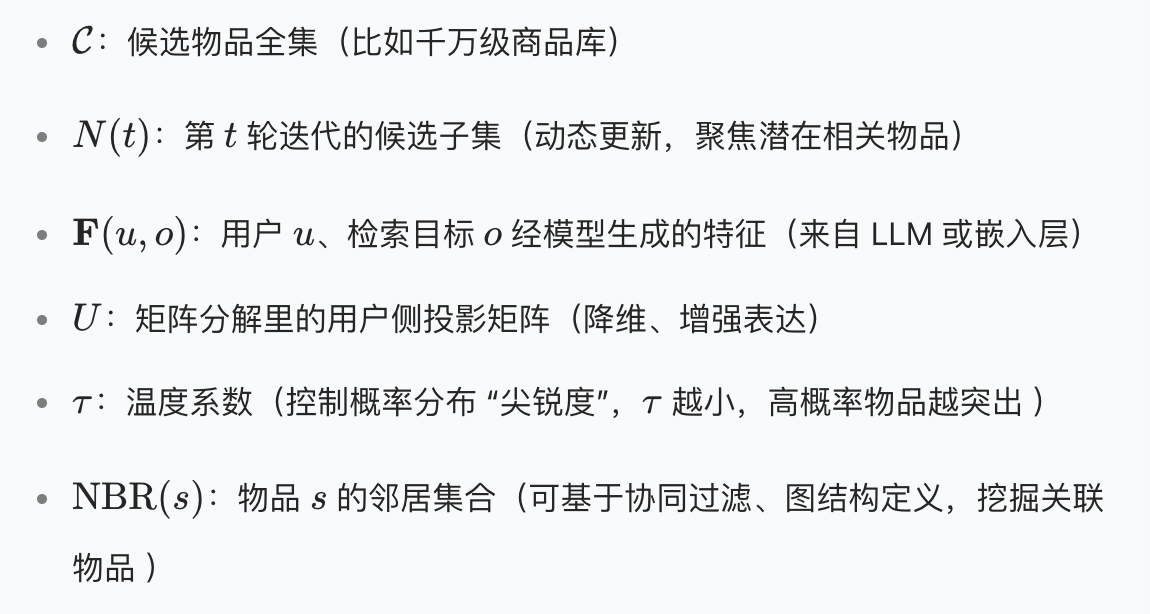 • 𝒞：候选物品全集（比如千万级商品库）
• N(t)：第 t 轮迭代的候选子集（动态更新，聚焦潜在相关物品）
• F(u, o)：用户 u、检索目标 o 经模型生成的特征（来自 LLM 或嵌入层）
• U：矩阵分解里的用户侧投影矩阵（降维、增强表达）
• τ：温度系数（控制概率分布 “尖锐度”，τ 越小，高概率物品越突出 ）
• NBR(s)：物品 s 的邻居集合（可基于协同过滤、图结构定义，挖掘关联
物品 ）